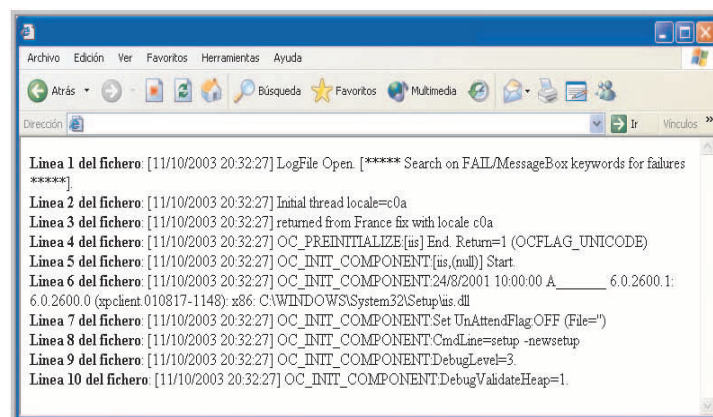 Archivo Edición Ver Favoritos Herramientas Ayuda
Atrás Búsqueda Favoritos Multimedia
Dirección Ir Vínculos »
Linea 1 del fichero: [11/10/2003 20:32:27] LogFile Open. [***** Search on FAIL/MessageBox keywords for failures
*****].
Linea 2 del fichero: [11/10/2003 20:32:27] Initial thread locale=c0a
Linea 3 del fichero: [11/10/2003 20:32:27] returned from France fix with locale c0a
Linea 4 del fichero: [11/10/2003 20:32:27] OC_PREINITIALIZE:[iis] End. Return=1 (OCFLAG_UNICODE)
Linea 5 del fichero: [11/10/2003 20:32:27] OC_INIT_COMPONENT:[iis,(null)] Start.
Linea 6 del fichero: [11/10/2003 20:32:27] OC_INIT_COMPONENT:24/8/2001 10:00:00 A_______ 6.0.2600.1:
6.0.2600.0 (xpclient.010817-1148): x86: C:\WINDOWS\System32\Setup\iis.dll
Linea 7 del fichero: [11/10/2003 20:32:27] OC_INIT_COMPONENT:Set UnAttendFlag:OFF (File='')
Linea 8 del fichero: [11/10/2003 20:32:27] OC_INIT_COMPONENT:CmdLine=setup -newsetup
Linea 9 del fichero: [11/10/2003 20:32:27] OC_INIT_COMPONENT:DebugLevel=3.
Linea 10 del fichero: [11/10/2003 20:32:27] OC_INIT_COMPONENT:DebugValidateHeap=1.